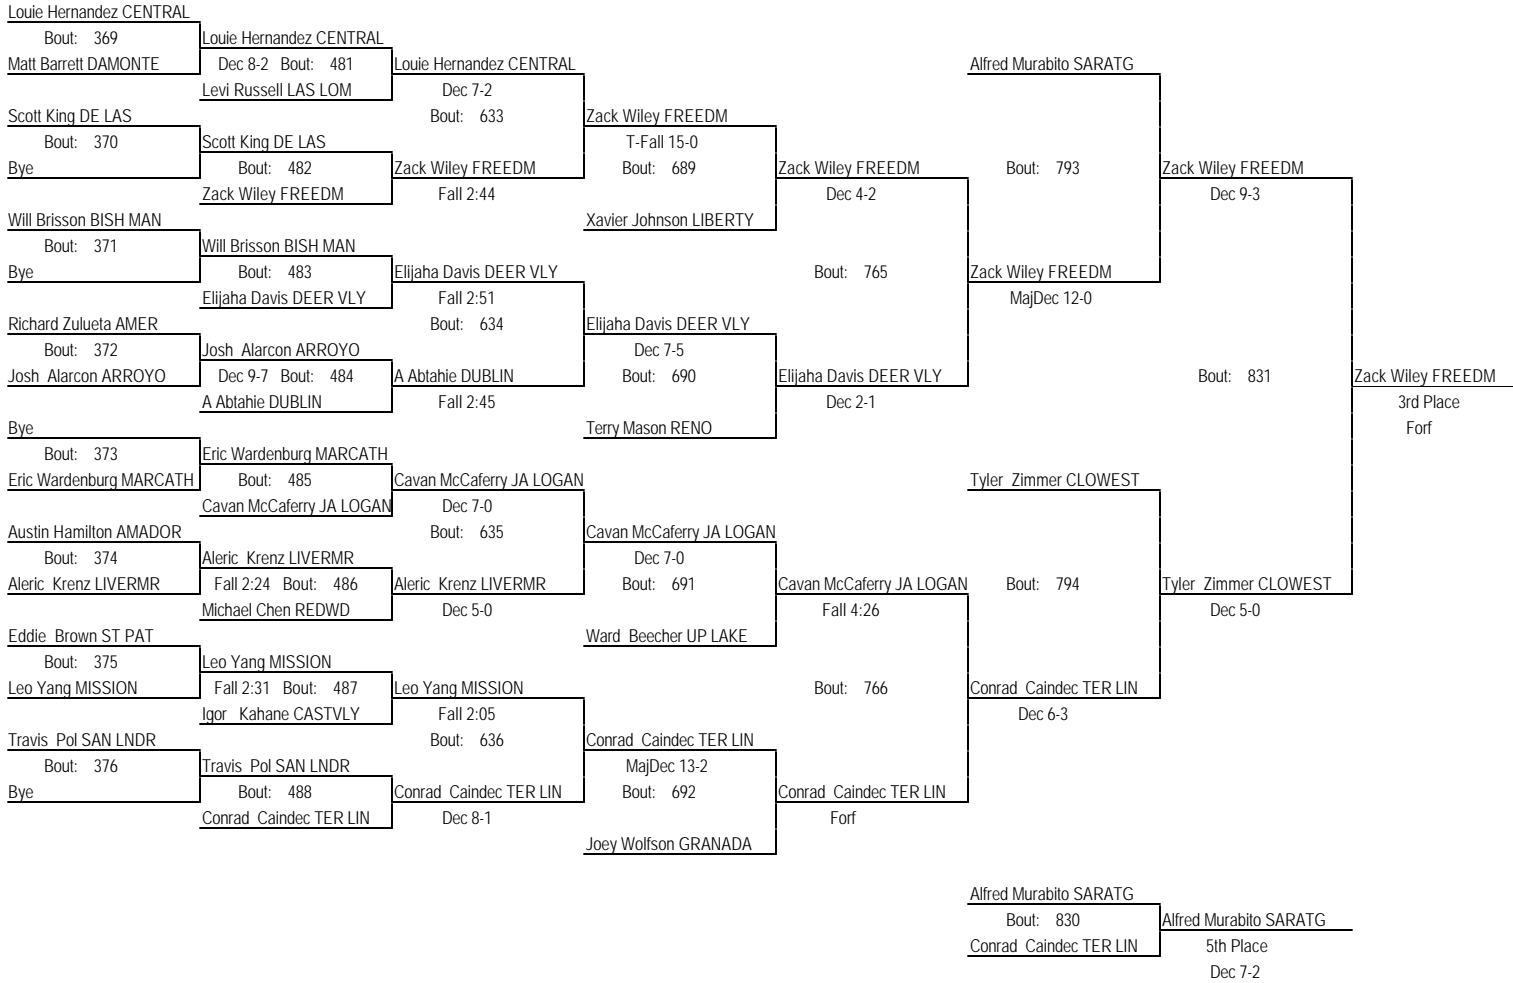 Louie Hernandez CENTRAL
Bout: 369 Louie Hernandez CENTRAL
Matt Barrett DAMONTE Dec 8-2 Bout: 481 Louie Hernandez CENTRAL Alfred Murabito SARATG
Levi Russell LAS LOM Dec 7-2
Scott King DE LAS Bout: 633 Zack Wiley FREEDM
Bout: 370 Scott King DE LAS T-Fall 15-0
Bye Bout: 482 Zack Wiley FREEDM Bout: 689 Zack Wiley FREEDM Bout: 793 Zack Wiley FREEDM
Zack Wiley FREEDM Fall 2:44 Dec 4-2 Dec 9-3
Will Brisson BISH MAN Xavier Johnson LIBERTY
Bout: 371 Will Brisson BISH MAN
Bye Bout: 483 Elijaha Davis DEER VLY Bout: 765 Zack Wiley FREEDM
Elijaha Davis DEER VLY Fall 2:51 MajDec 12-0
Richard Zulueta AMER Bout: 634 Elijaha Davis DEER VLY
Bout: 372 Josh Alarcon ARROYO Dec 7-5
Josh Alarcon ARROYO Dec 9-7 Bout: 484 A Abtahie DUBLIN Bout: 690 Elijaha Davis DEER VLY Bout: 831 Zack Wiley FREEDM
A Abtahie DUBLIN Fall 2:45 Dec 2-1 3rd Place
Bye Terry Mason RENO Forf
Bout: 373 Eric Wardenburg MARCATH
Eric Wardenburg MARCATH Bout: 485 Cavan McCaferry JA LOGAN Tyler Zimmer CLOWEST
Cavan McCaferry JA LOGAN Dec 7-0
Austin Hamilton AMADOR Bout: 635 Cavan McCaferry JA LOGAN
Bout: 374 Aleric Krenz LIVERMR Dec 7-0
Aleric Krenz LIVERMR Fall 2:24 Bout: 486 Aleric Krenz LIVERMR Bout: 691 Cavan McCaferry JA LOGAN Bout: 794 Tyler Zimmer CLOWEST
Michael Chen REDWD Dec 5-0 Fall 4:26 Dec 5-0
Eddie Brown ST PAT Ward Beecher UP LAKE
Bout: 375 Leo Yang MISSION
Leo Yang MISSION Fall 2:31 Bout: 487 Leo Yang MISSION Bout: 766 Conrad Caindec TER LIN
Igor Kahane CASTVLY Fall 2:05 Dec 6-3
Travis Pol SAN LNDR Bout: 636 Conrad Caindec TER LIN
Bout: 376 Travis Pol SAN LNDR MajDec 13-2
Bye Bout: 488 Conrad Caindec TER LIN Bout: 692 Conrad Caindec TER LIN
Conrad Caindec TER LIN Dec 8-1 Forf
Joey Wolfson GRANADA
Alfred Murabito SARATG
Bout: 830 Alfred Murabito SARATG
Conrad Caindec TER LIN 5th Place
Dec 7-2